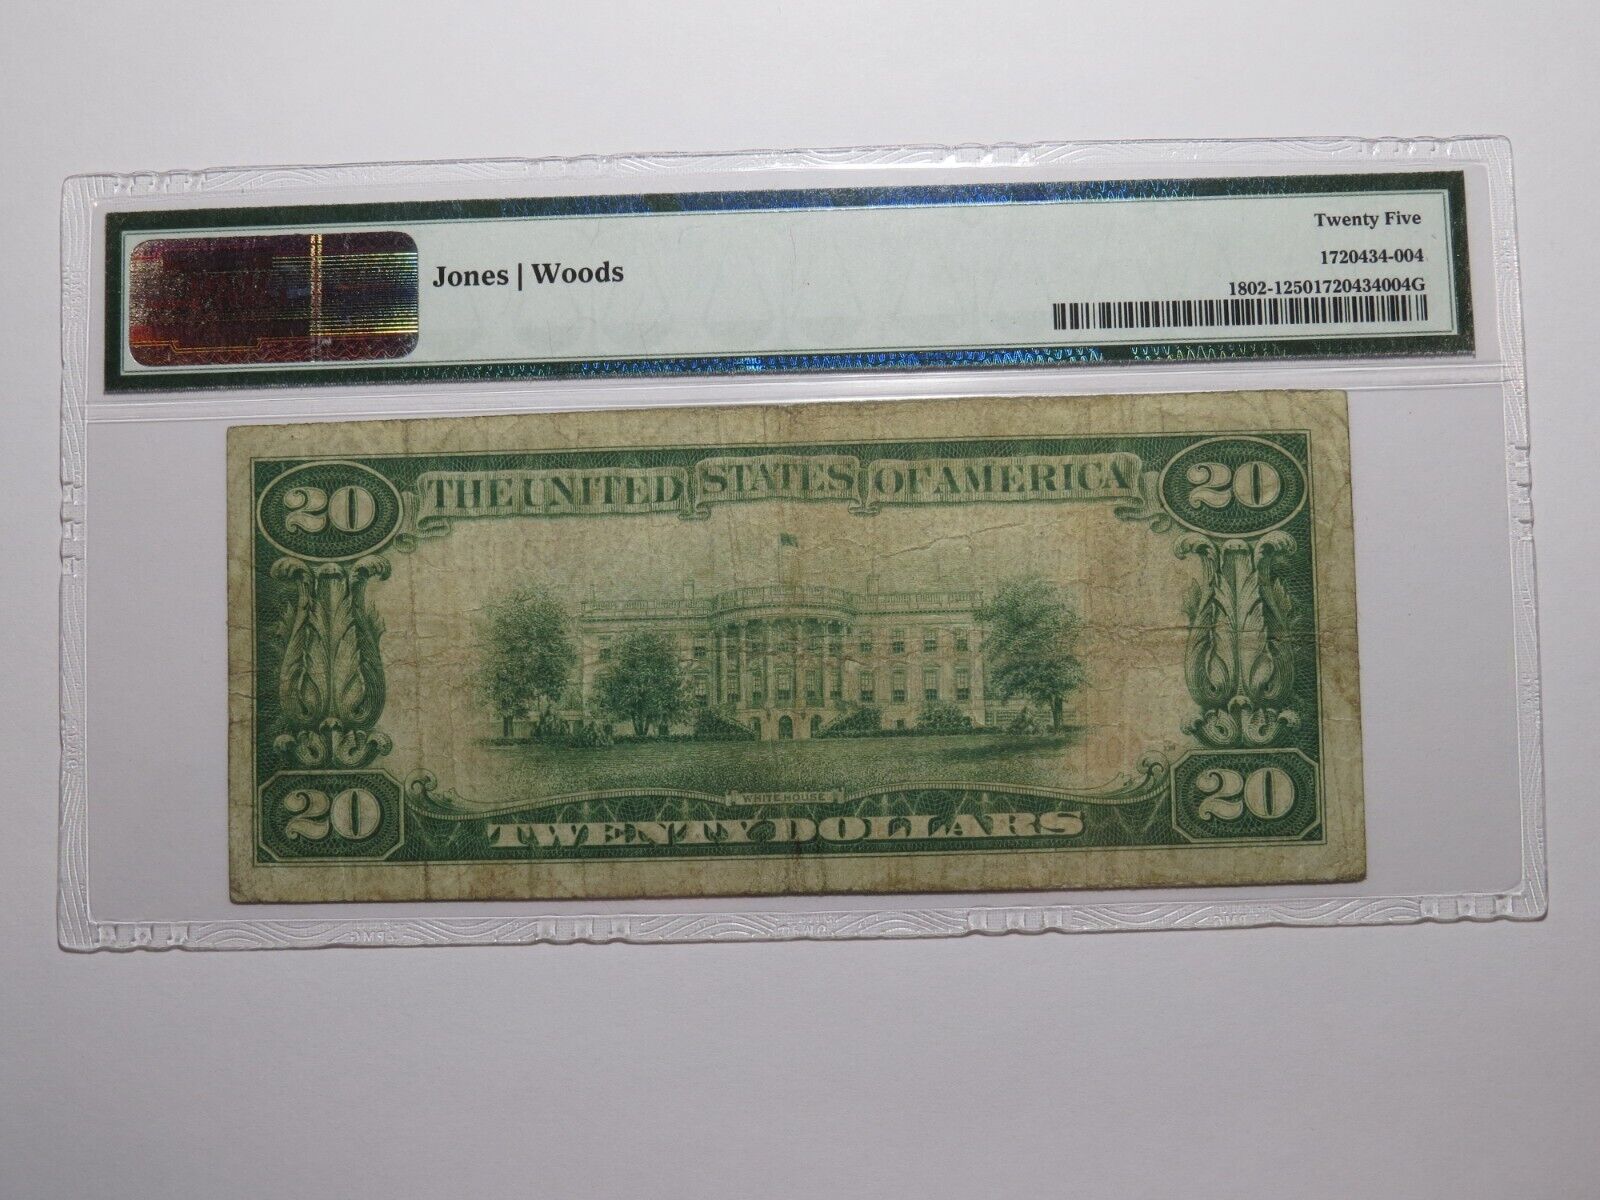 Twenty Five
Jones | Woods
1720434-004
1802-12501720434004G
20 THE UNITED STATES OF AMERICA 20
WHITE HOUSE
20 TWENTY DOLLARS 20